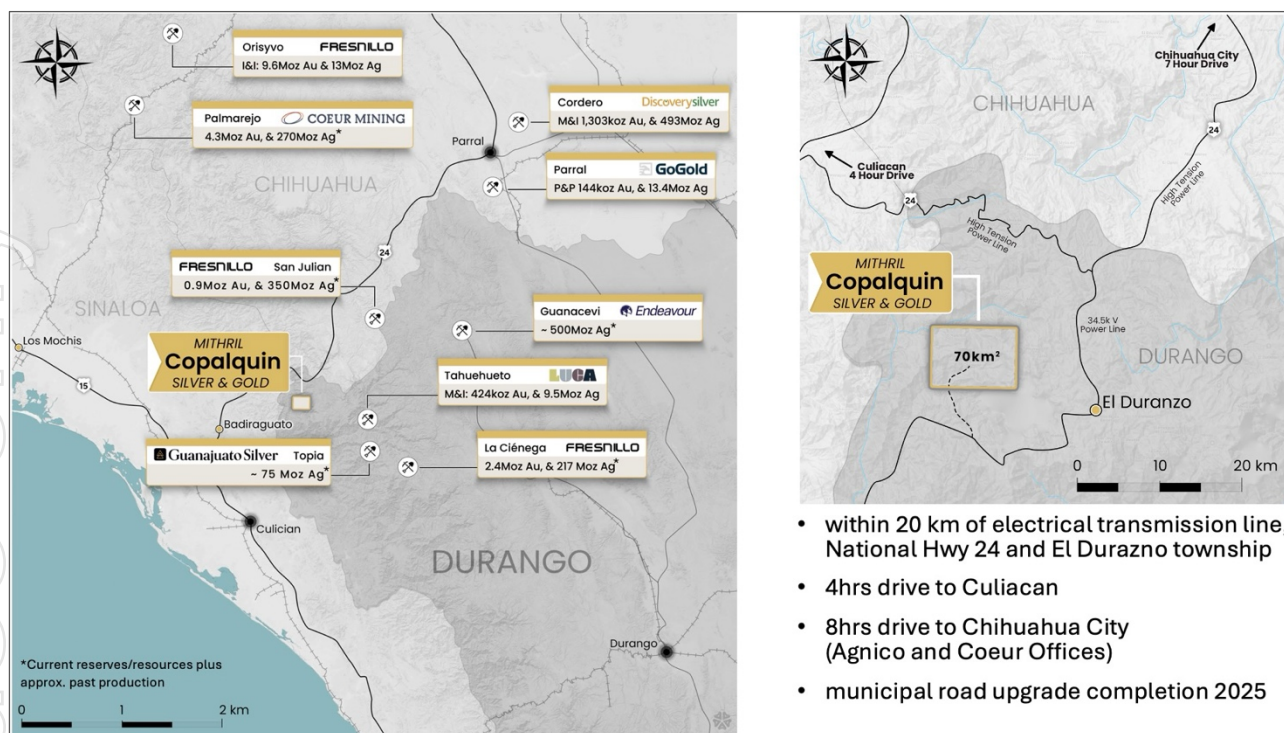 Orisyvo FRESNILLO
I&I: 9.6Moz Au & 13Moz Ag
Palmarejo COEUR MINING
4.3Moz Au, & 270Moz Ag*
Cordero Discoverysilver
M&I 1,303koz Au, & 493Moz Ag
Parral
Parral GoGold
P&P 144koz Au, & 13.4Moz Ag
CHIHUAHUA
24
FRESNILLO San Julian
0.9Moz Au, & 350Moz Ag*
SINALOA
Guanacevi Endeavour
~ 500Moz Ag*
Los Mochis
MITHRIL
Copalquin
SILVER & GOLD
15
Tahuehueto LUCA
M&I: 424koz Au, & 9.5Moz Ag
Badiraguato
Guanajuato Silver Topia
~ 75 Moz Ag*
La Ciénega FRESNILLO
2.4Moz Au, & 217 Moz Ag*
Culician
DURANGO
Durango
*Current reserves/resources plus
approx. past production
0 1 2 km
Chihuahua City
7 Hour Drive
CHIHUAHUA
24
Culiacan
4 Hour Drive
24
High Tension
Power Line
High Tension
Power Line
MITHRIL
Copalquin
SILVER & GOLD
34.5k V
Power Line
70km²
DURANGO
El Duranzo
0 10 20 km
• within 20 km of electrical transmission line,
National Hwy 24 and El Durazno township
• 4hrs drive to Culiacan
• 8hrs drive to Chihuahua City
(Agnico and Coeur Offices)
• municipal road upgrade completion 2025